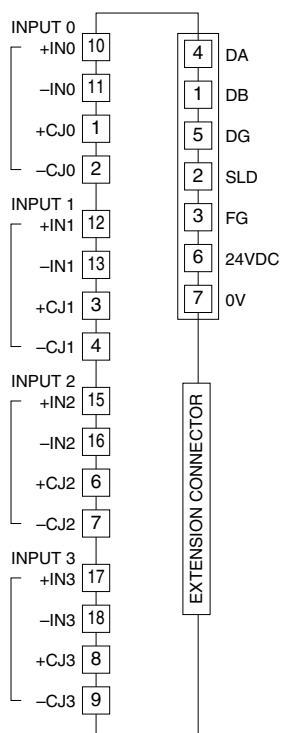 INPUT 0
+IN0 10
–IN0 11
+CJ0 1
–CJ0 2
INPUT 1
+IN1 12
–IN1 13
+CJ1 3
–CJ1 4
INPUT 2
+IN2 15
–IN2 16
+CJ2 6
–CJ2 7
INPUT 3
+IN3 17
–IN3 18
+CJ3 8
–CJ3 9
4 DA
1 DB
5 DG
2 SLD
3 FG
6 24VDC
7 0V
EXTENSION CONNECTOR